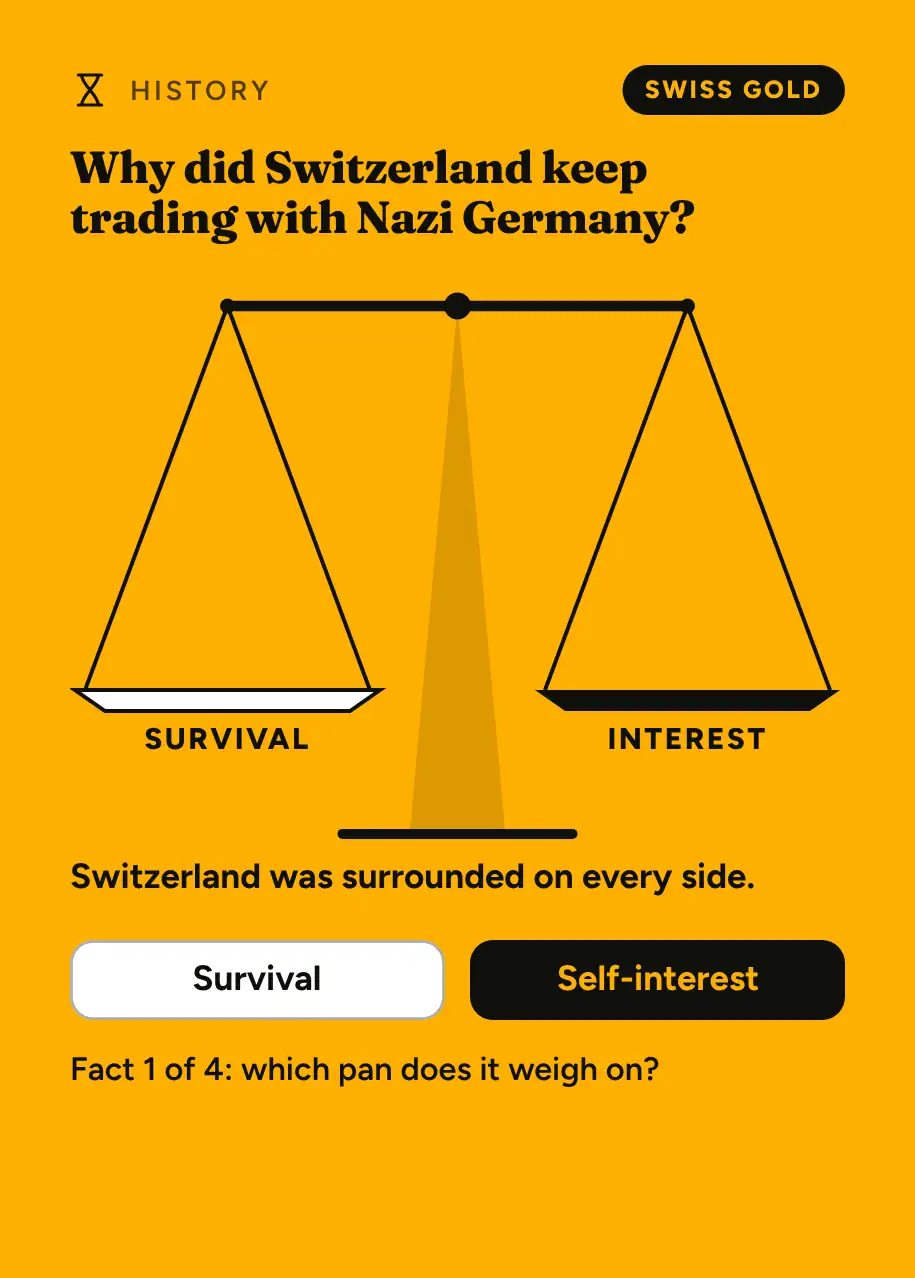 HISTORY
SWISS GOLD
Why did Switzerland keep
trading with Nazi Germany?
SURVIVAL
INTEREST
Switzerland was surrounded on every side.
Survival
Self-interest
Fact 1 of 4: which pan does it weigh on?